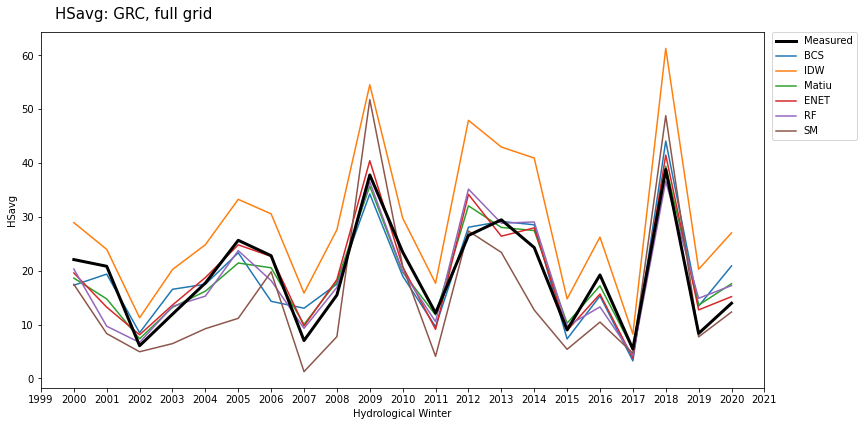 HSavg: GRC, full grid
Measured
BCS
IDW
Matiu
ENET
RF
SM
HSavg
60
50
40
30
20
10
0
1999 2000 2001 2002 2003 2004 2005 2006 2007 2008 2009 2010 2011 2012 2013 2014 2015 2016 2017 2018 2019 2020 2021
Hydrological Winter